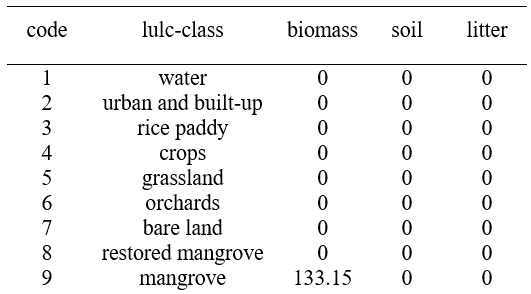 code lulc-class biomass soil litter
1 water 0 0 0
2 urban and built-up 0 0 0
3 rice paddy 0 0 0
4 crops 0 0 0
5 grassland 0 0 0
6 orchards 0 0 0
7 bare land 0 0 0
8 restored mangrove 0 0 0
9 mangrove 133.15 0 0